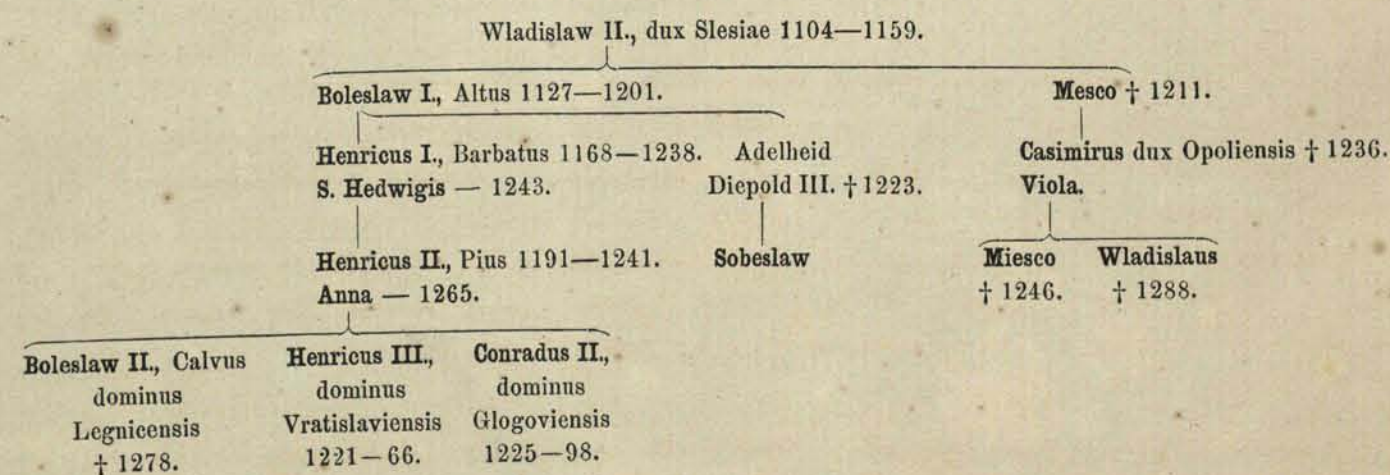 Wladislaw II., dux Slesiae 1104—1159.
Boleslaw I., Altus 1127—1201.
Mesco † 1211.
Henricus I., Barbatus 1168—1238. Adelheid
S. Hedwigis — 1243. Diepold III. † 1223.
Casimirus dux Opoliensis † 1236.
Viola.
Henricus II., Pius 1191—1241. Sobeslaw
Anna — 1265.
Miesco Wladislaus
† 1246. † 1288.
Boleslaw II., Calvus
dominus
Legnicensis
† 1278.
Henricus III.,
dominus
Vratislaviensis
1221—66.
Conradus II.,
dominus
Glogoviensis
1225—98.